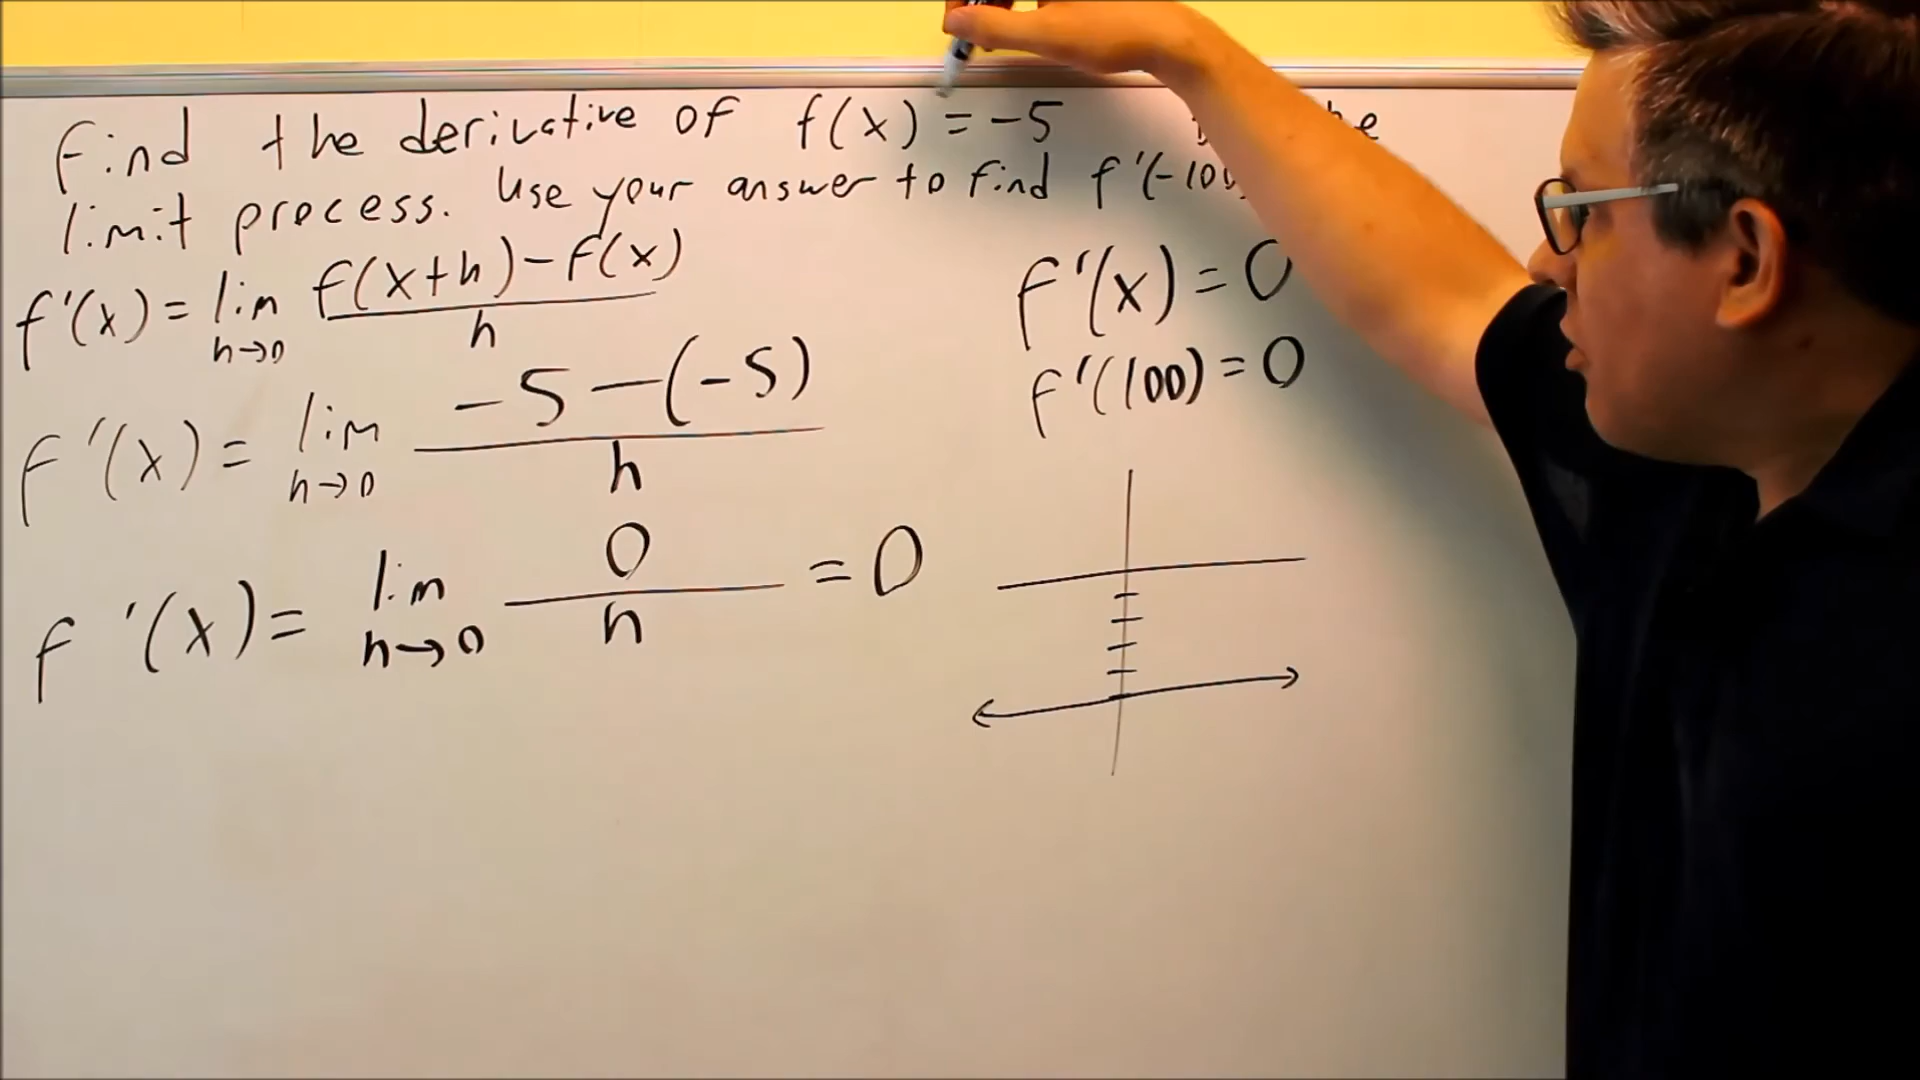 Find the derivative of f(x) = -5
limit process. Use your answer to find f'(-100
f'(x) = lim h→0 f(x+h) - f(x) / h
f'(x) = lim h→0 -5 - (-5) / h
f'(x) = lim h→0 0 / h = 0
f'(x) = 0
f'(100) = 0